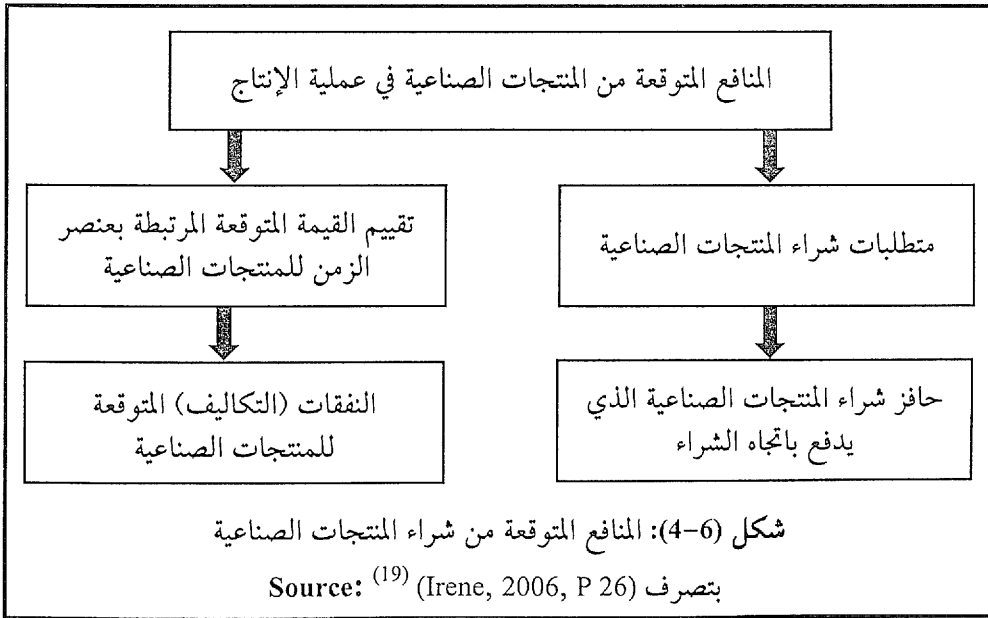 المنافع المتوقعة من المنتجات الصناعية في عملية الإنتاج
متطلبات شراء المنتجات الصناعية
تقييم القيمة المتوقعة المرتبطة بعنصر
الزمن للمنتجات الصناعية
حافز شراء المنتجات الصناعية الذي
يدفع باتجاه الشراء
النفقات (التكاليف) المتوقعة
للمنتجات الصناعية
شكل (6-4): المنافع المتوقعة من شراء المنتجات الصناعية
Source: (19) (Irene, 2006, P 26) بتصرف